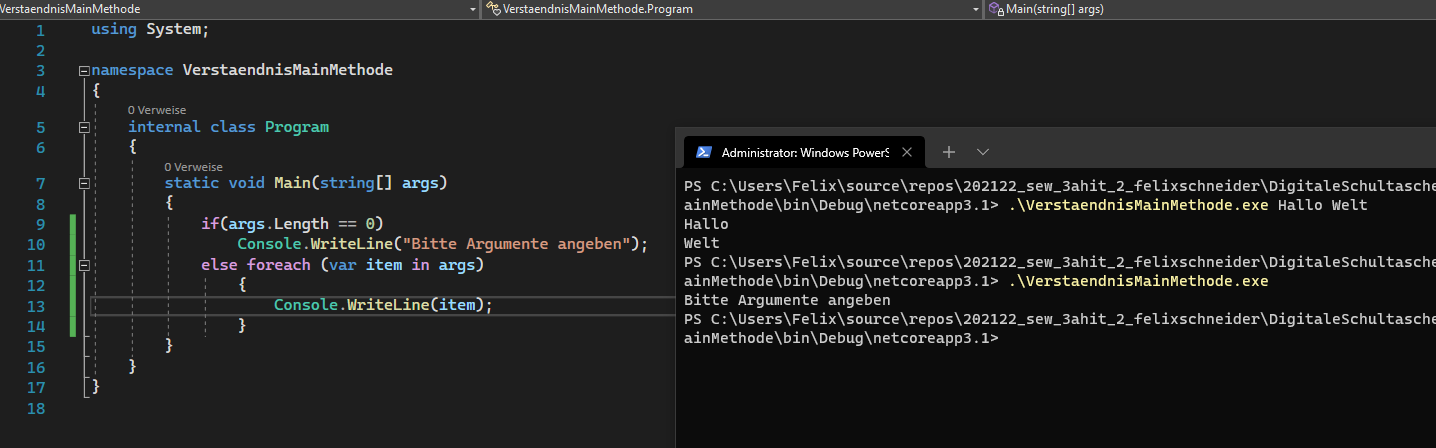 VerstaendnisMainMethode
VerstaendnisMainMethode.Program
Main(string[] args)
1 using System;
2
3 namespace VerstaendnisMainMethode
4 {
0 Verweise
5 internal class Program
6 {
0 Verweise
7 static void Main(string[] args)
8 {
9 if(args.Length == 0)
10 Console.WriteLine("Bitte Argumente angeben");
11 else foreach (var item in args)
12 {
13 Console.WriteLine(item);
14 }
15 }
16 }
17 }
18
Administrator: Windows PowerS
PS C:\Users\Felix\source\repos\202122_sew_3ahit_2_felixschneider\DigitaleSchultasche
ainMethode\bin\Debug\netcoreapp3.1> .\VerstaendnisMainMethode.exe Hallo Welt
Hallo
Welt
PS C:\Users\Felix\source\repos\202122_sew_3ahit_2_felixschneider\DigitaleSchultasche
ainMethode\bin\Debug\netcoreapp3.1> .\VerstaendnisMainMethode.exe
Bitte Argumente angeben
PS C:\Users\Felix\source\repos\202122_sew_3ahit_2_felixschneider\DigitaleSchultasche
ainMethode\bin\Debug\netcoreapp3.1>